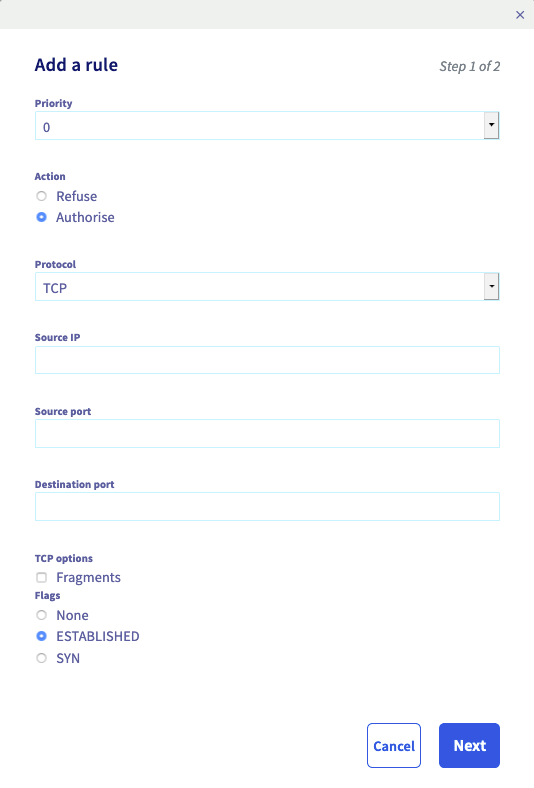 ×
Add a rule
Step 1 of 2
Priority
0
Action
Refuse
Authorise
Protocol
TCP
Source IP
Source port
Destination port
TCP options
Fragments
Flags
None
ESTABLISHED
SYN
Cancel
Next